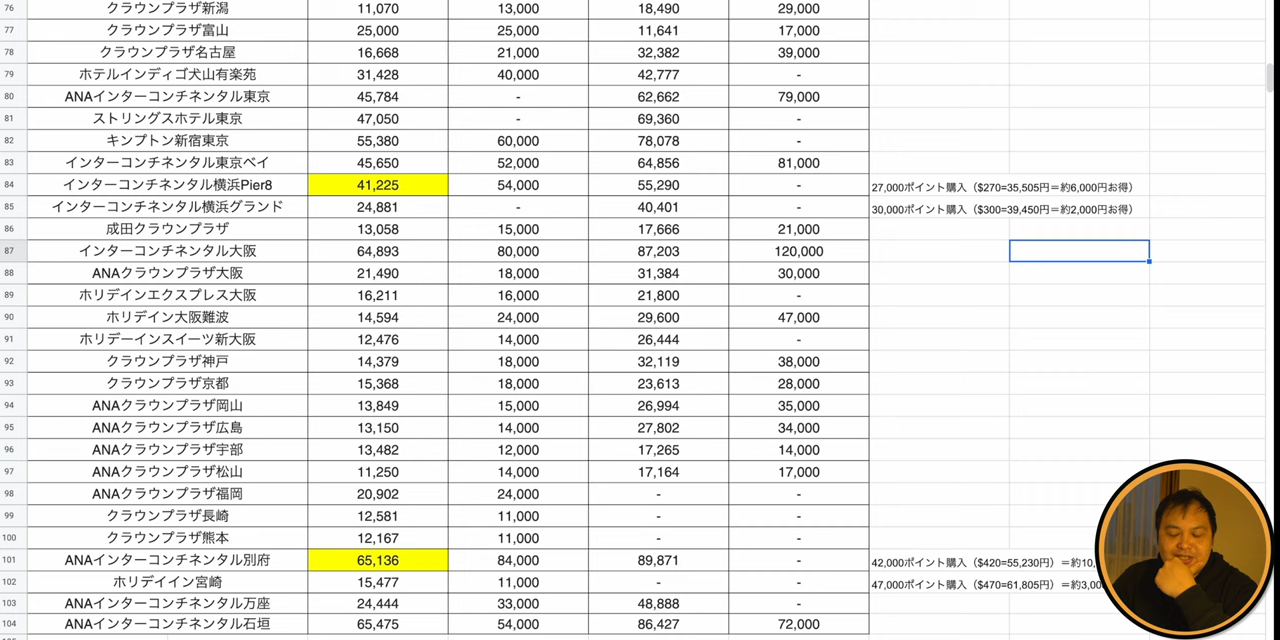 76 クラウンプラザ新潟 11,070 13,000 18,490 29,000
77 クラウンプラザ富山 25,000 25,000 11,641 17,000
78 クラウンプラザ名古屋 16,668 21,000 32,382 39,000
79 ホテルインディゴ犬山有楽苑 31,428 40,000 42,777 -
80 ANAインターコンチネンタル東京 45,784 - 62,662 79,000
81 ストリングスホテル東京 47,050 - 69,360 -
82 キンプトン新宿東京 55,380 60,000 78,078 -
83 インターコンチネンタル東京ベイ 45,650 52,000 64,856 81,000
84 インターコンチネンタル横浜Pier8 41,225 54,000 55,290 - 27,000ポイント購入（$270=35,505円＝約6,000円お得）
85 インターコンチネンタル横浜グランド 24,881 - 40,401 - 30,000ポイント購入（$300=39,450円＝約2,000円お得）
86 成田クラウンプラザ 13,058 15,000 17,666 21,000
87 インターコンチネンタル大阪 64,893 80,000 87,203 120,000
88 ANAクラウンプラザ大阪 21,490 18,000 31,384 30,000
89 ホリデインエクスプレス大阪 16,211 16,000 21,800 -
90 ホリデイン大阪難波 14,594 24,000 29,600 47,000
91 ホリデーインスイーツ新大阪 12,476 14,000 26,444 -
92 クラウンプラザ神戸 14,379 18,000 32,119 38,000
93 クラウンプラザ京都 15,368 18,000 23,613 28,000
94 ANAクラウンプラザ岡山 13,849 15,000 26,994 35,000
95 ANAクラウンプラザ広島 13,150 14,000 27,802 34,000
96 ANAクラウンプラザ宇部 13,482 12,000 17,265 14,000
97 ANAクラウンプラザ松山 11,250 14,000 17,164 17,000
98 ANAクラウンプラザ福岡 20,902 24,000 - -
99 クラウンプラザ長崎 12,581 11,000 - -
100 クラウンプラザ熊本 12,167 11,000 - -
101 ANAインターコンチネンタル別府 65,136 84,000 89,871 - 42,000ポイント購入（$420=55,230円）＝約10,
102 ホリデイイン宮崎 15,477 11,000 - - 47,000ポイント購入（$470=61,805円＝約3,00
103 ANAインターコンチネンタル万座 24,444 33,000 48,888 -
104 ANAインターコンチネンタル石垣 65,475 54,000 86,427 72,000